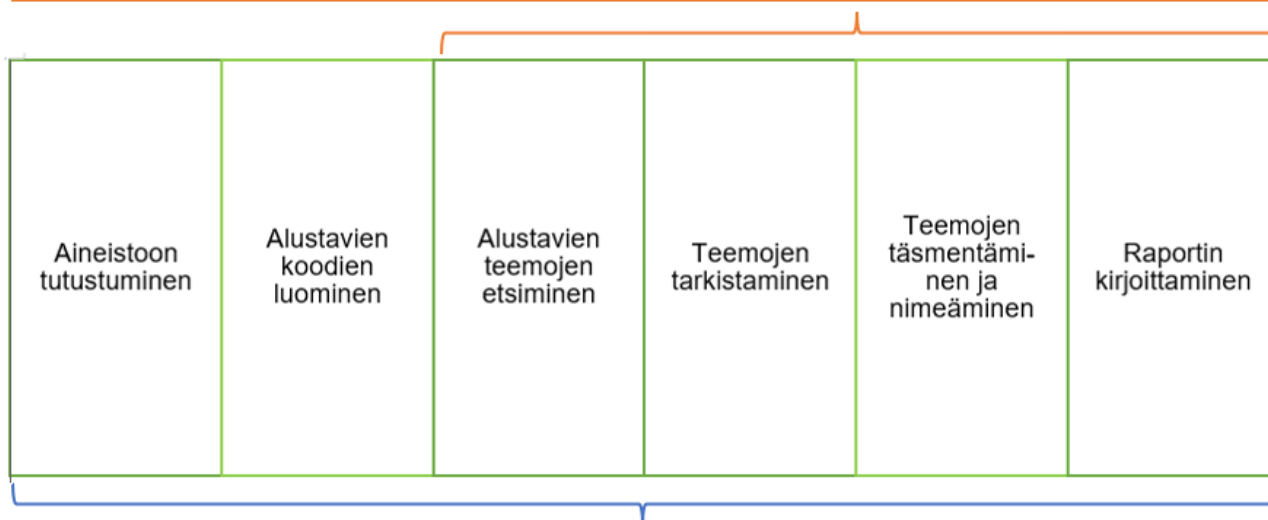 Aineistoon
tutustuminen
Alustavien
koodien
luominen
Alustavien
teemojen
etsiminen
Teemojen
tarkistaminen
Teemojen
täsmentämi-
nen ja
nimeäminen
Raportin
kirjoittaminen